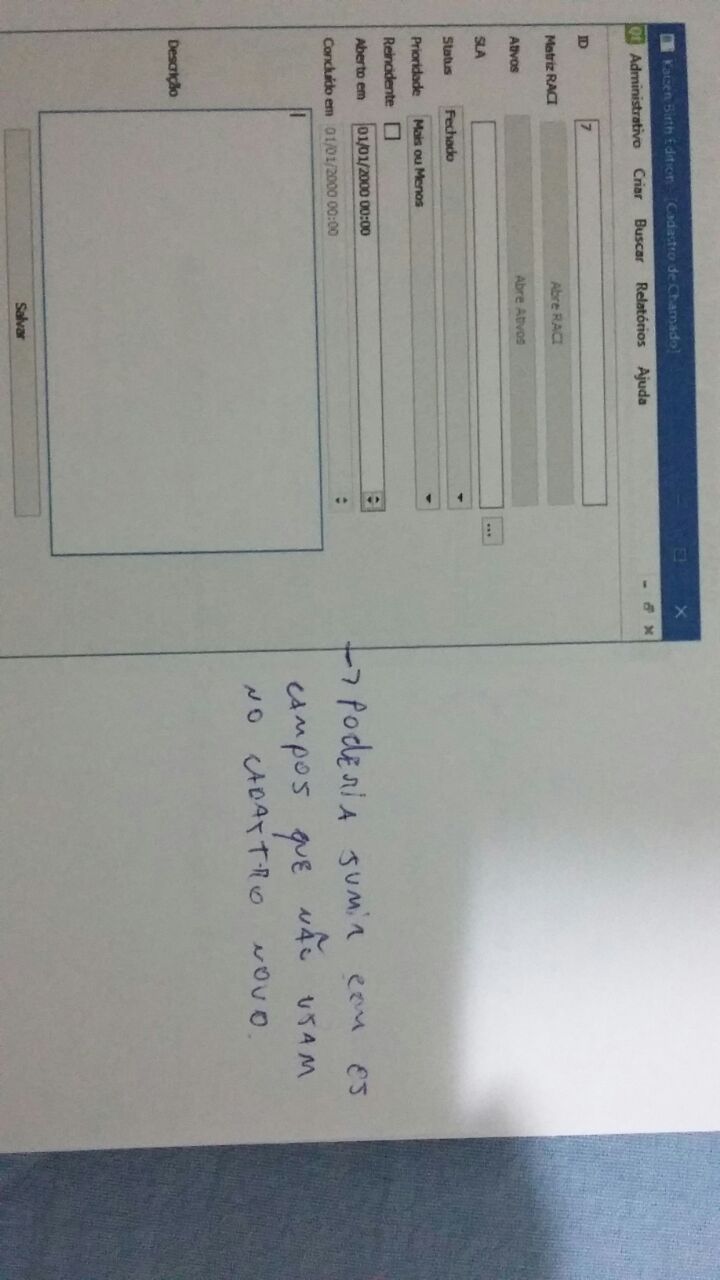 Kaizen Birth Edition - [Cadastro de Chamado]
Qt Administrativo Criar Buscar Relatórios Ajuda
ID 7
Matriz RACI Abre RACI
Ativos Abre Ativos
SLA ...
Status Fechado
Prioridade Mais ou Menos
Reincidente
Aberto em 01/01/2000 00:00
Concluído em 01/01/2000 00:00
Descrição
Salvar
→ PODERIA SUMIR COM OS
CAMPOS QUE NÃO USAM
NO CADASTRO NOVO.